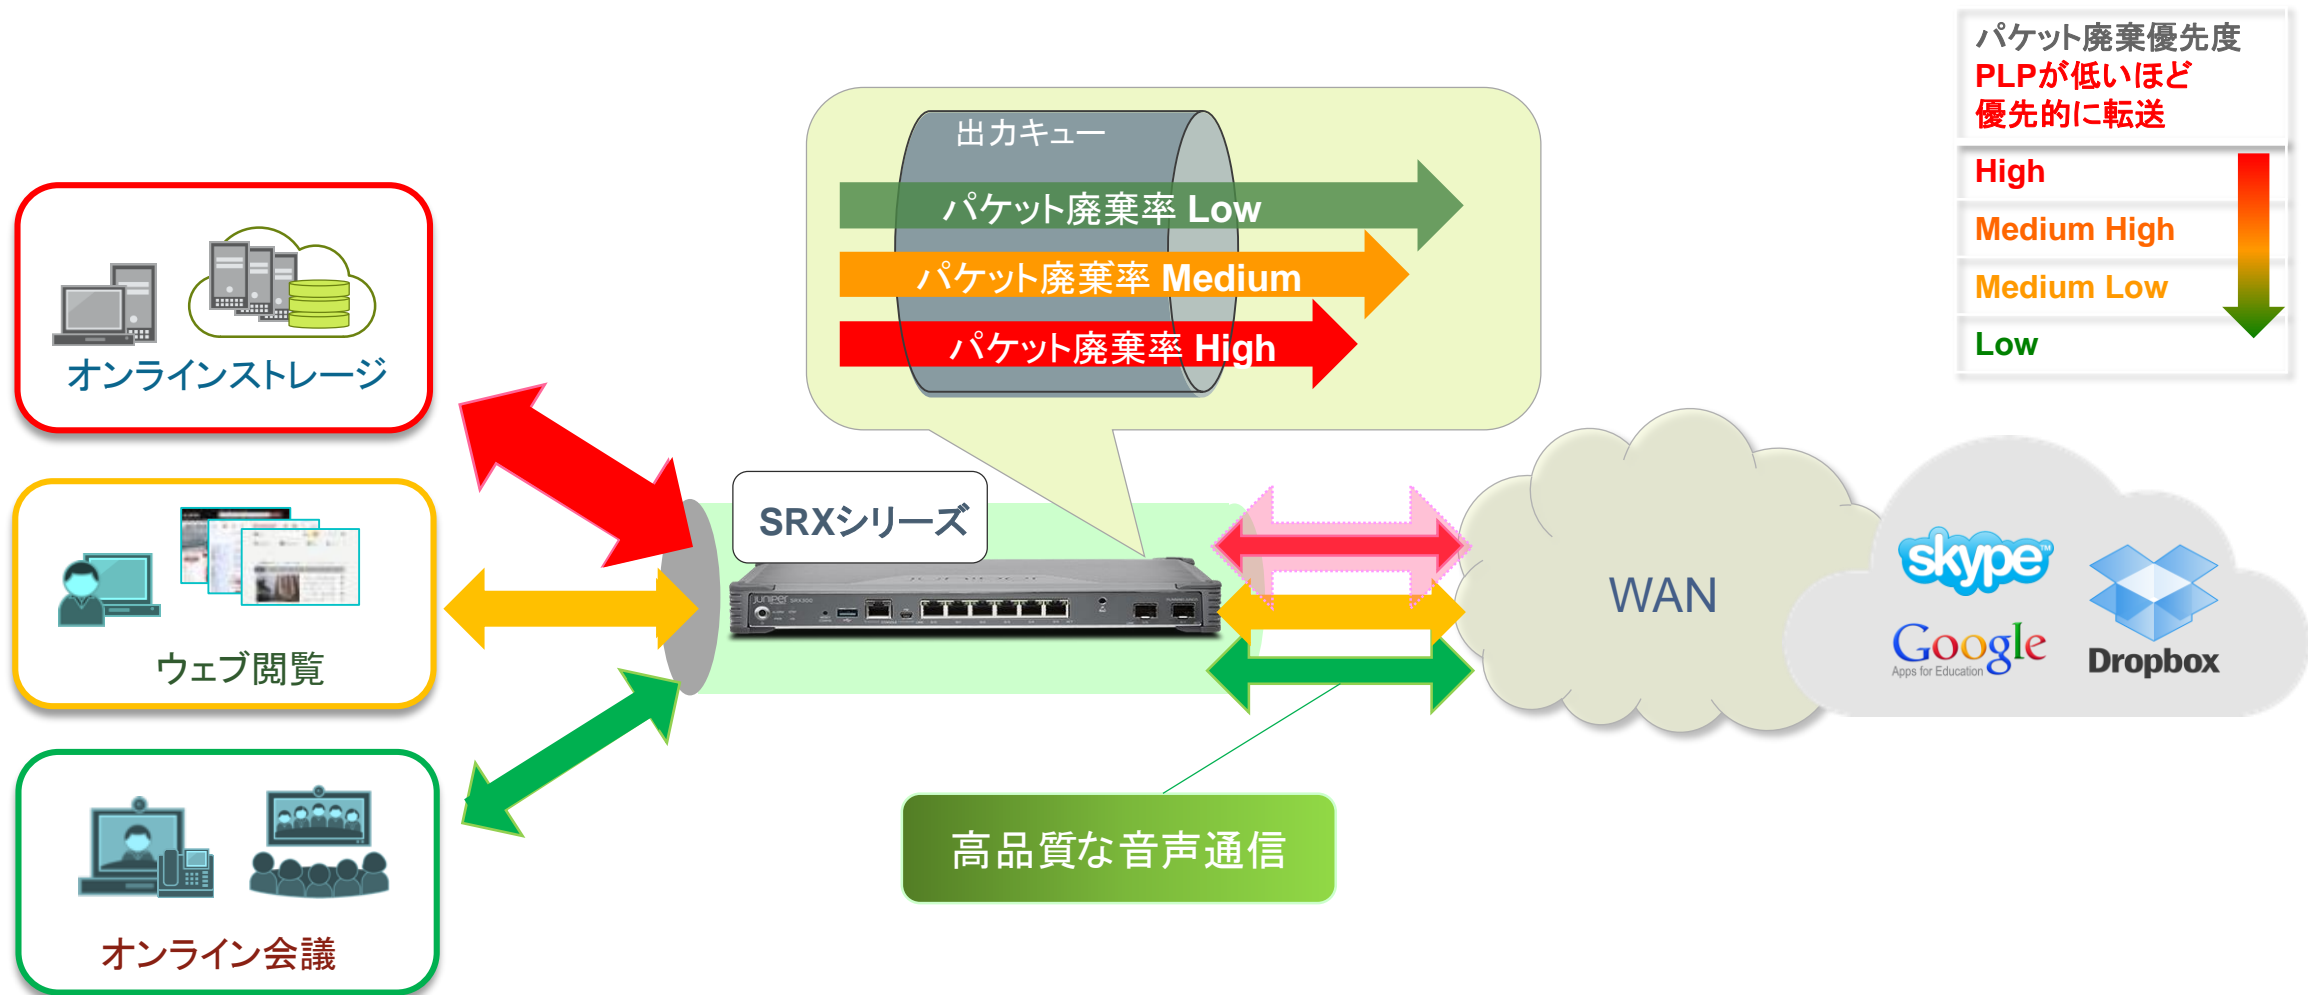 パケット廃棄優先度
PLPが低いほど
優先的に転送
High
Medium High
Medium Low
Low
出力キュー
パケット廃棄率 Low
パケット廃棄率 Medium
パケット廃棄率 High
オンラインストレージ
SRXシリーズ
ウェブ閲覧
JUNIPER
SRX300
WAN
skype
TM
Google
Apps for Education
Dropbox
高品質な音声通信
オンライン会議